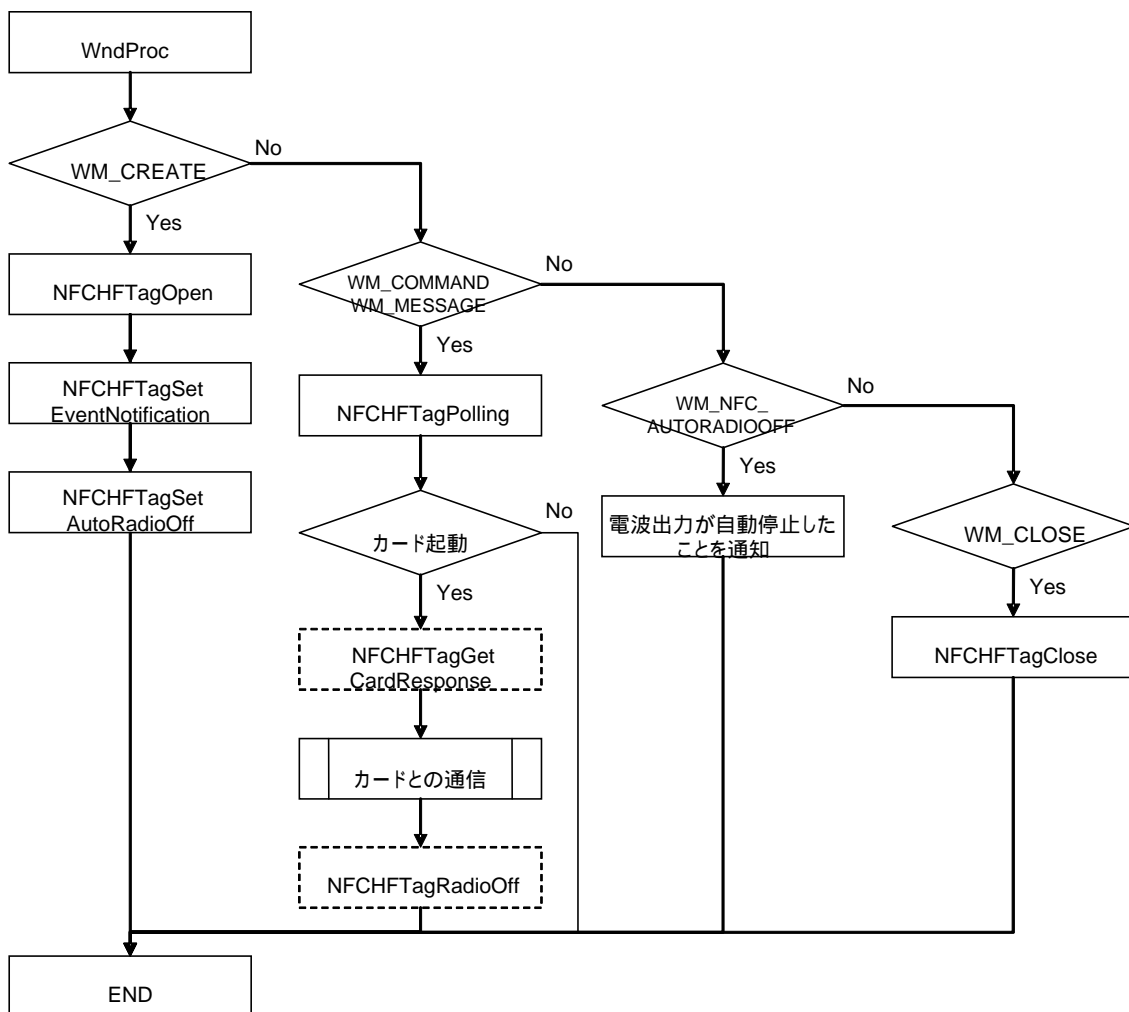 WndProc
WM_CREATE
No
Yes
NFCHFTagOpen
NFCHFTagSet
EventNotification
NFCHFTagSet
AutoRadioOff
WM_COMMAND
WM_MESSAGE
No
Yes
NFCHFTagPolling
カード起動
No
Yes
NFCHFTagGet
CardResponse
カードとの通信
NFCHFTagRadioOff
WM_NFC_
AUTORADIOOFF
No
Yes
電波出力が自動停止した
ことを通知
WM_CLOSE
Yes
NFCHFTagClose
END